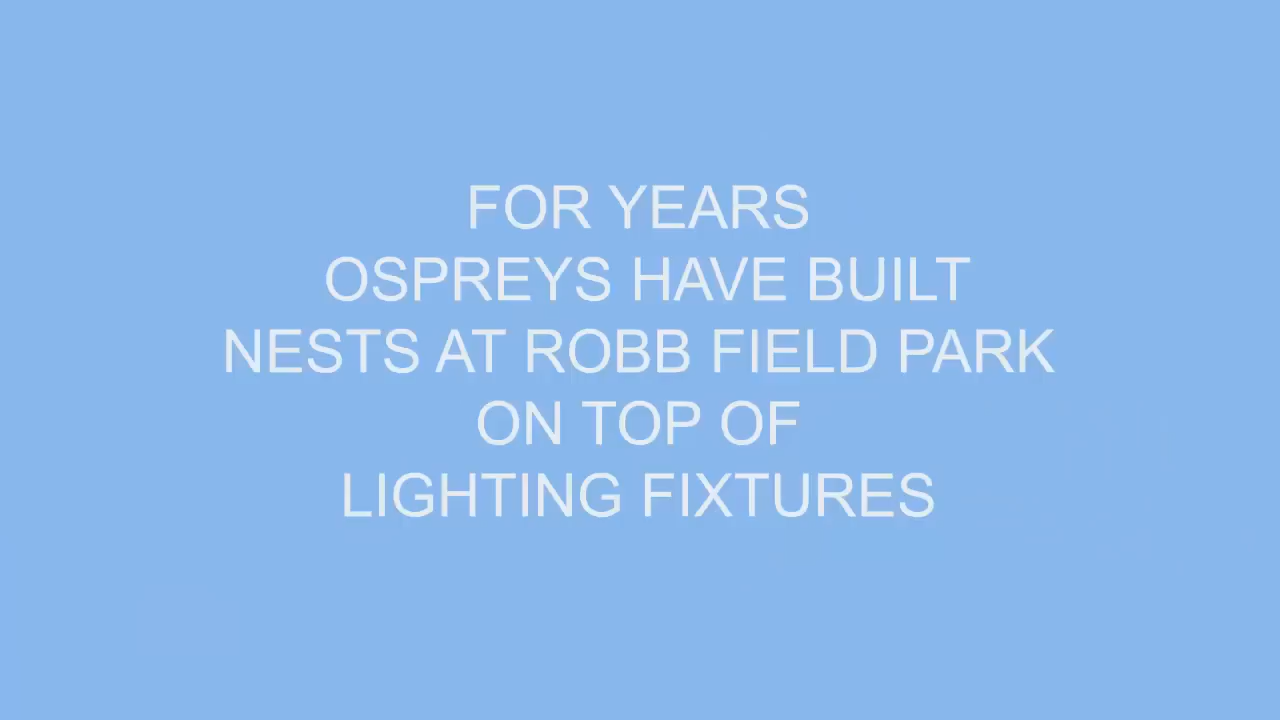 FOR YEARS
OSPREYS HAVE BUILT
NESTS AT ROBB FIELD PARK
ON TOP OF
LIGHTING FIXTURES